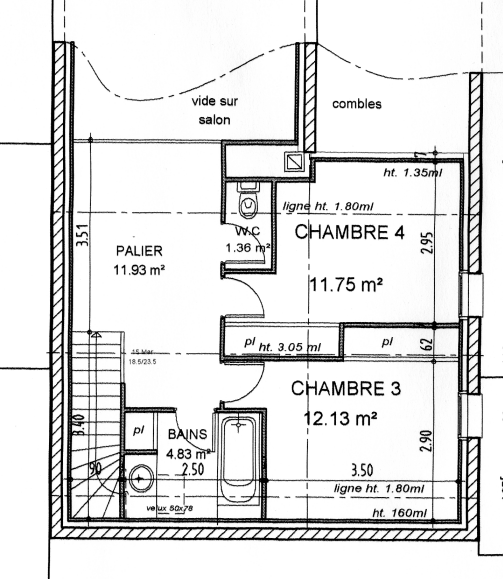 vide sur
salon
combles
7
ht. 1.35ml
ligne ht. 1.80ml
W.C
1.36 m²
CHAMBRE 4
2.95
3.51
PALIER
11.93 m²
11.75 m²
pl
ht. 3.05 ml
pl
62
15 Mar
18.5/23.5
CHAMBRE 3
12.13 m²
3.40
pl
BAINS
4.83 m²
2.90
90
2.50
3.50
ligne ht. 1.80ml
velux 50x78
ht. 160ml